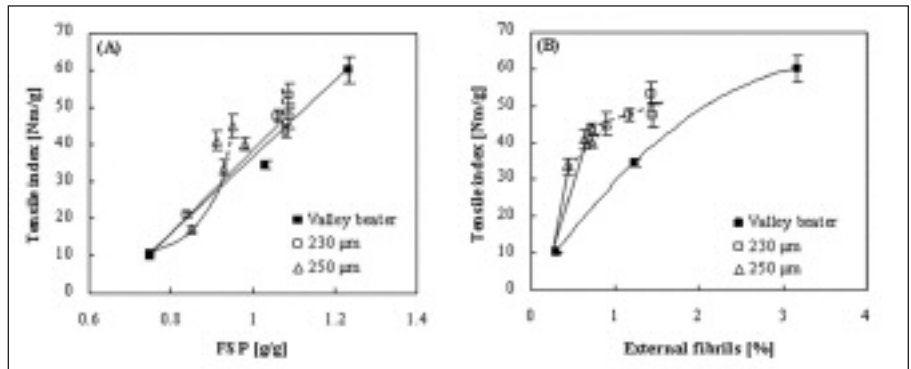 (A)
Tensile index [Nm/g]
70
60
50
40
30
20
10
0
0.6
0.8
1
1.2
1.4
FSP [g/g]
Valley beater
230 µm
250 µm
(B)
Tensile index [Nm/g]
70
60
50
40
30
20
10
0
0
1
2
3
4
External fibrils [%]
Valley beater
230 µm
250 µm